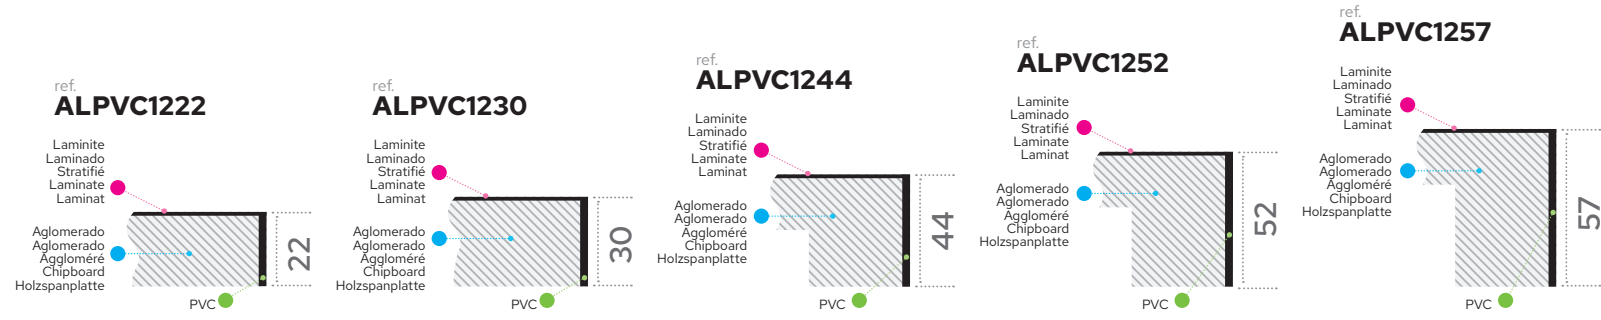 ref.
ALPVC1222
Laminite
Laminado
Stratifié
Laminate
Laminat
Aglomerado
Aglomerado
Aggloméré
Chipboard
Holzspanplatte
PVC
22
ref.
ALPVC1230
Laminite
Laminado
Stratifié
Laminate
Laminat
Aglomerado
Aglomerado
Aggloméré
Chipboard
Holzspanplatte
PVC
30
ref.
ALPVC1244
Laminite
Laminado
Stratifié
Laminate
Laminat
Aglomerado
Aglomerado
Aggloméré
Chipboard
Holzspanplatte
PVC
44
ref.
ALPVC1252
Laminite
Laminado
Stratifié
Laminate
Laminat
Aglomerado
Aglomerado
Aggloméré
Chipboard
Holzspanplatte
PVC
52
ref.
ALPVC1257
Laminite
Laminado
Stratifié
Laminate
Laminat
Aglomerado
Aglomerado
Aggloméré
Chipboard
Holzspanplatte
PVC
57